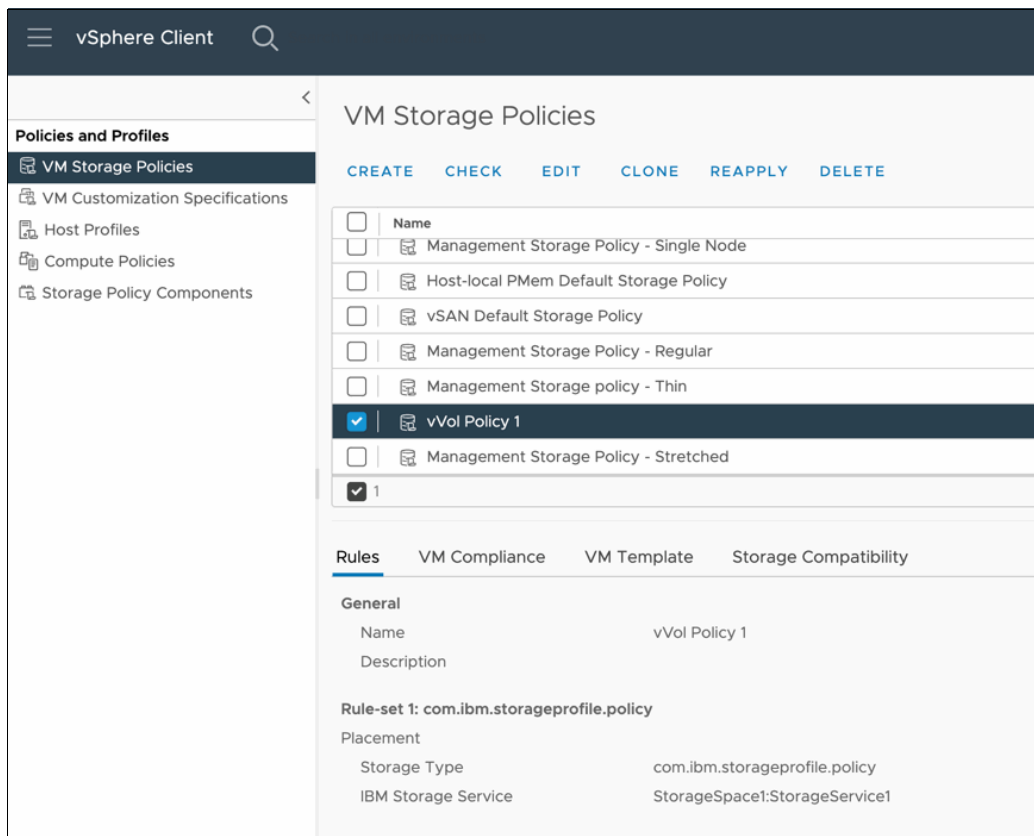 vSphere Client
Policies and Profiles
VM Storage Policies
VM Customization Specifications
Host Profiles
Compute Policies
Storage Policy Components
VM Storage Policies
CREATE CHECK EDIT CLONE REAPPLY DELETE
Name
Management Storage Policy - Single Node
Host-local PMem Default Storage Policy
vSAN Default Storage Policy
Management Storage Policy - Regular
Management Storage policy - Thin
vVol Policy 1
Management Storage Policy - Stretched
1
Rules VM Compliance VM Template Storage Compatibility
General
Name vVol Policy 1
Description
Rule-set 1: com.ibm.storageprofile.policy
Placement
Storage Type com.ibm.storageprofile.policy
IBM Storage Service StorageSpace1:StorageService1